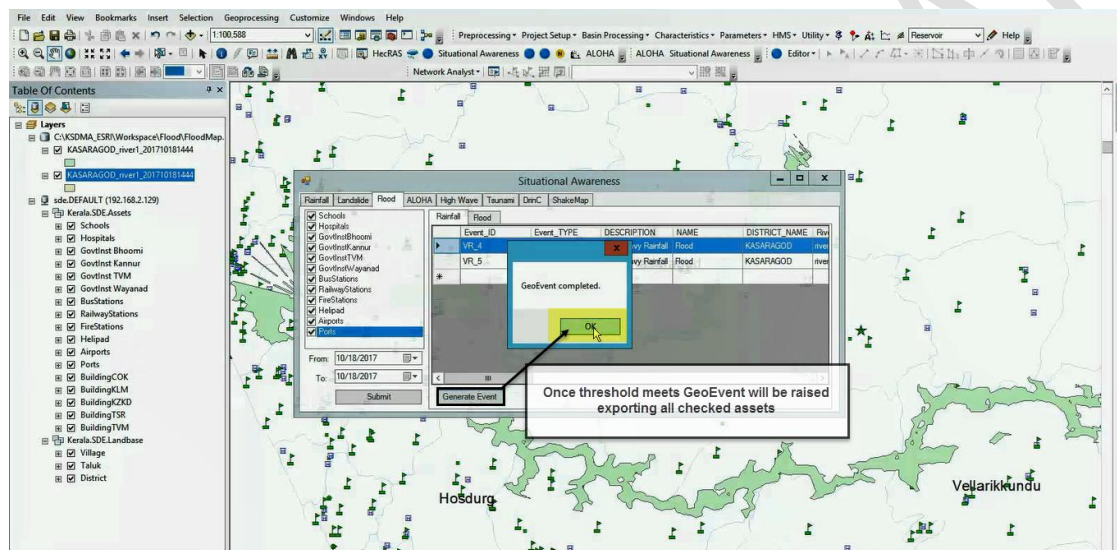 File Edit View Bookmarks Insert Selection Geoprocessing Customize Windows Help
1:100,588 Preprocessing Project Setup Basin Processing Characteristics Parameters HMS Utility Reservoir Help
HecRAS Situational Awareness ALOHA ALOHA Situational Awareness Editor
Network Analyst
Table Of Contents
Layers
C:\KSDMA_ESRI\Workspace\Flood\FloodMap.
KASARAGOD_river1_201710181444
KASARAGOD_river1_201710181444
sde.DEFAULT (192.168.2.129)
Kerala.SDE.Assets
Schools
Hospitals
GovtInst Bhoomi
GovtInst Kannur
GovtInst TVM
GovtInst Wayanad
BusStations
RailwayStations
FireStations
Helipad
Airports
Ports
BuildingCOK
BuildingKLM
BuildingKZKD
BuildingTSR
BuildingTVM
Kerala.SDE.Landbase
Village
Taluk
District
Situational Awareness
Rainfall Landslide Flood ALOHA High Wave Tsunami DrinC ShakeMap
Schools
Hospitals
GovtInstBhoomi
GovtInstKannur
GovtInstTVM
GovtInstWayanad
BusStations
RailwayStations
FireStations
Helipad
Airports
Ports
From: 10/18/2017
To: 10/18/2017
Submit
Rainfall Flood
Event_ID Event_TYPE DESCRIPTION NAME DISTRICT_NAME Rive
VR_4 vy Rainfall Flood KASARAGOD river
VR_5 vy Rainfall Flood KASARAGOD river
GeoEvent completed.
OK
Generate Event
Once threshold meets GeoEvent will be raised
exporting all checked assets
Hosdurg
Vellarikkundu